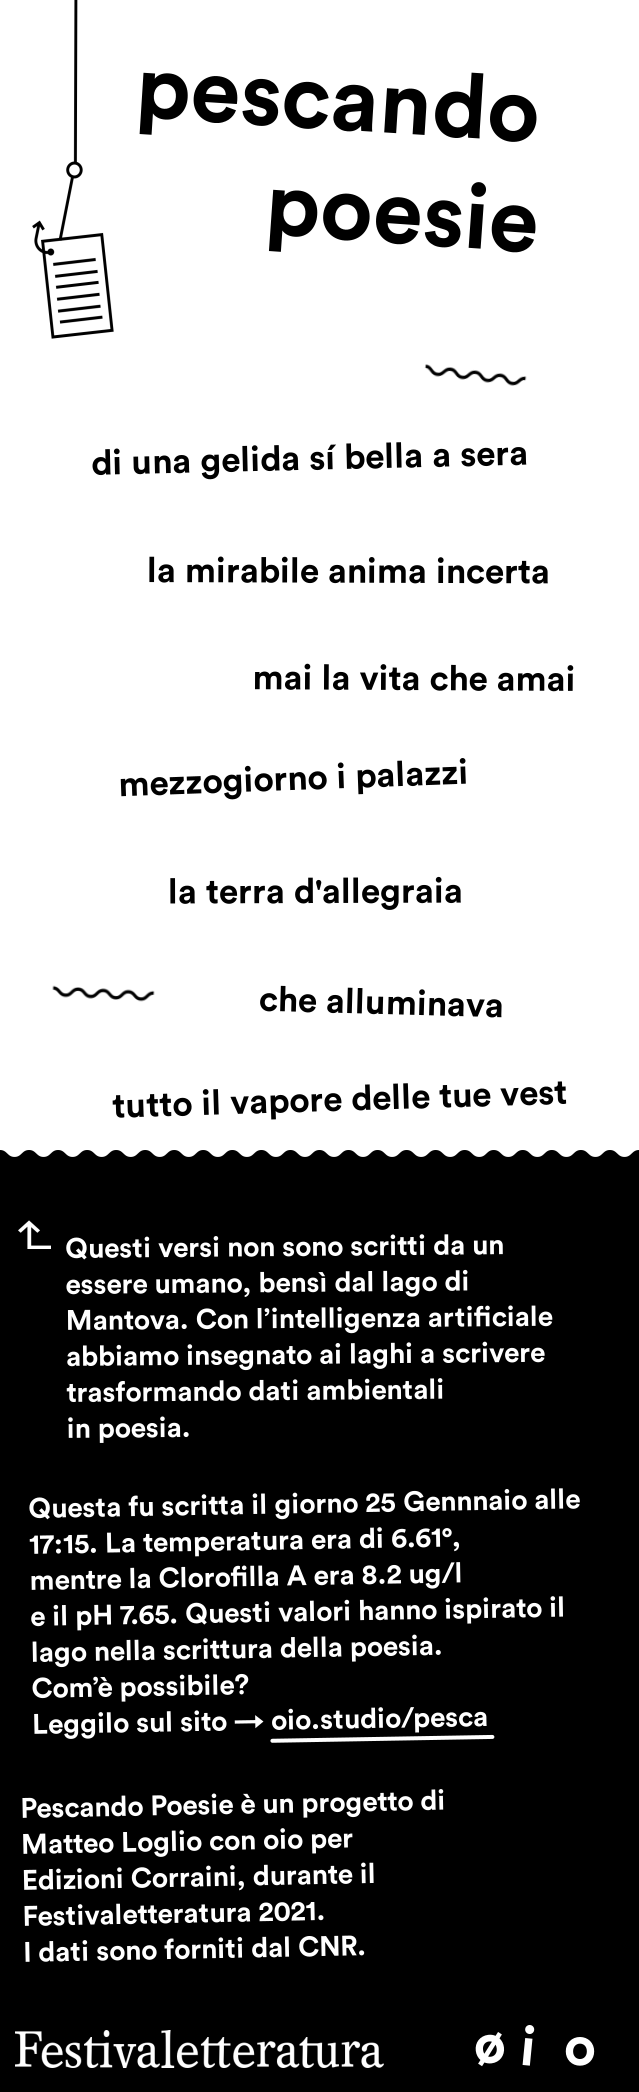 pescando
poesie
di una gelida sí bella a sera
la mirabile anima incerta
mai la vita che amai
mezzogiorno i palazzi
la terra d'allegraia
che alluminava
tutto il vapore delle tue vest
Questi versi non sono scritti da un
essere umano, bensì dal lago di
Mantova. Con l’intelligenza artificiale
abbiamo insegnato ai laghi a scrivere
trasformando dati ambientali
in poesia.
Questa fu scritta il giorno 25 Gennnaio alle
17:15. La temperatura era di 6.61°,
mentre la Clorofilla A era 8.2 ug/l
e il pH 7.65. Questi valori hanno ispirato il
lago nella scrittura della poesia.
Com’è possibile?
Leggilo sul sito → oio.studio/pesca
Pescando Poesie è un progetto di
Matteo Loglio con oio per
Edizioni Corraini, durante il
Festivaletteratura 2021.
I dati sono forniti dal CNR.
Festivaletteratura øio